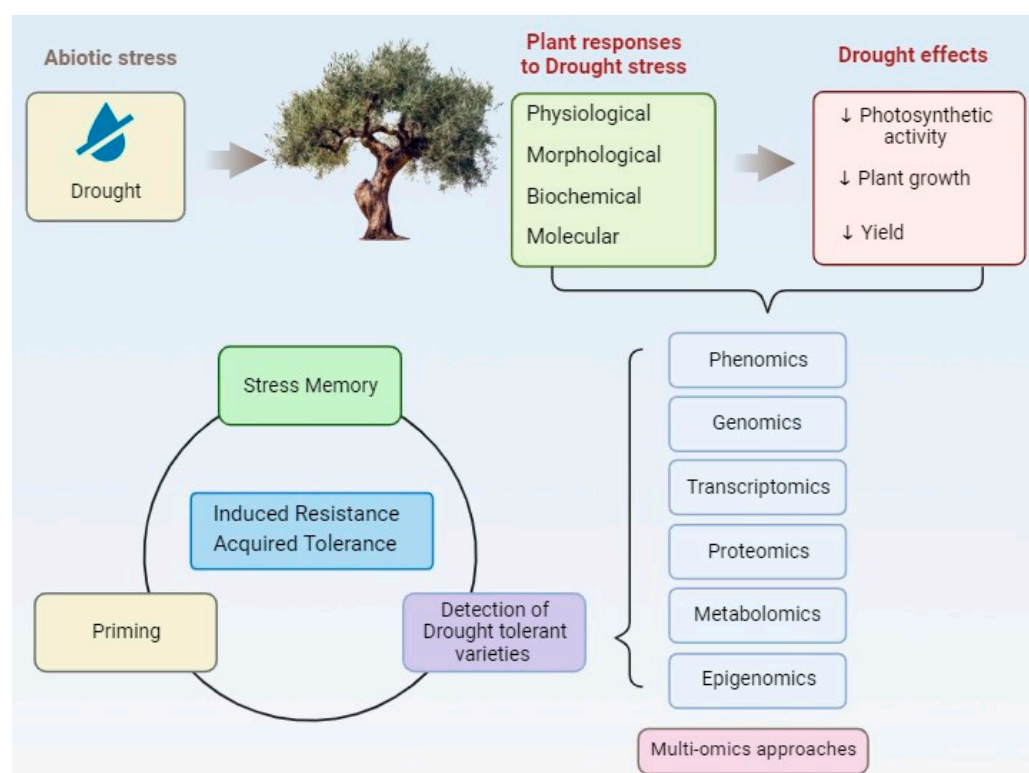 Abiotic stress
Drought
Plant responses
to Drought stress
Physiological
Morphological
Biochemical
Molecular
Drought effects
↓ Photosynthetic
activity
↓ Plant growth
↓ Yield
Stress Memory
Induced Resistance
Acquired Tolerance
Priming
Detection of
Drought tolerant
varieties
Phenomics
Genomics
Transcriptomics
Proteomics
Metabolomics
Epigenomics
Multi-omics approaches